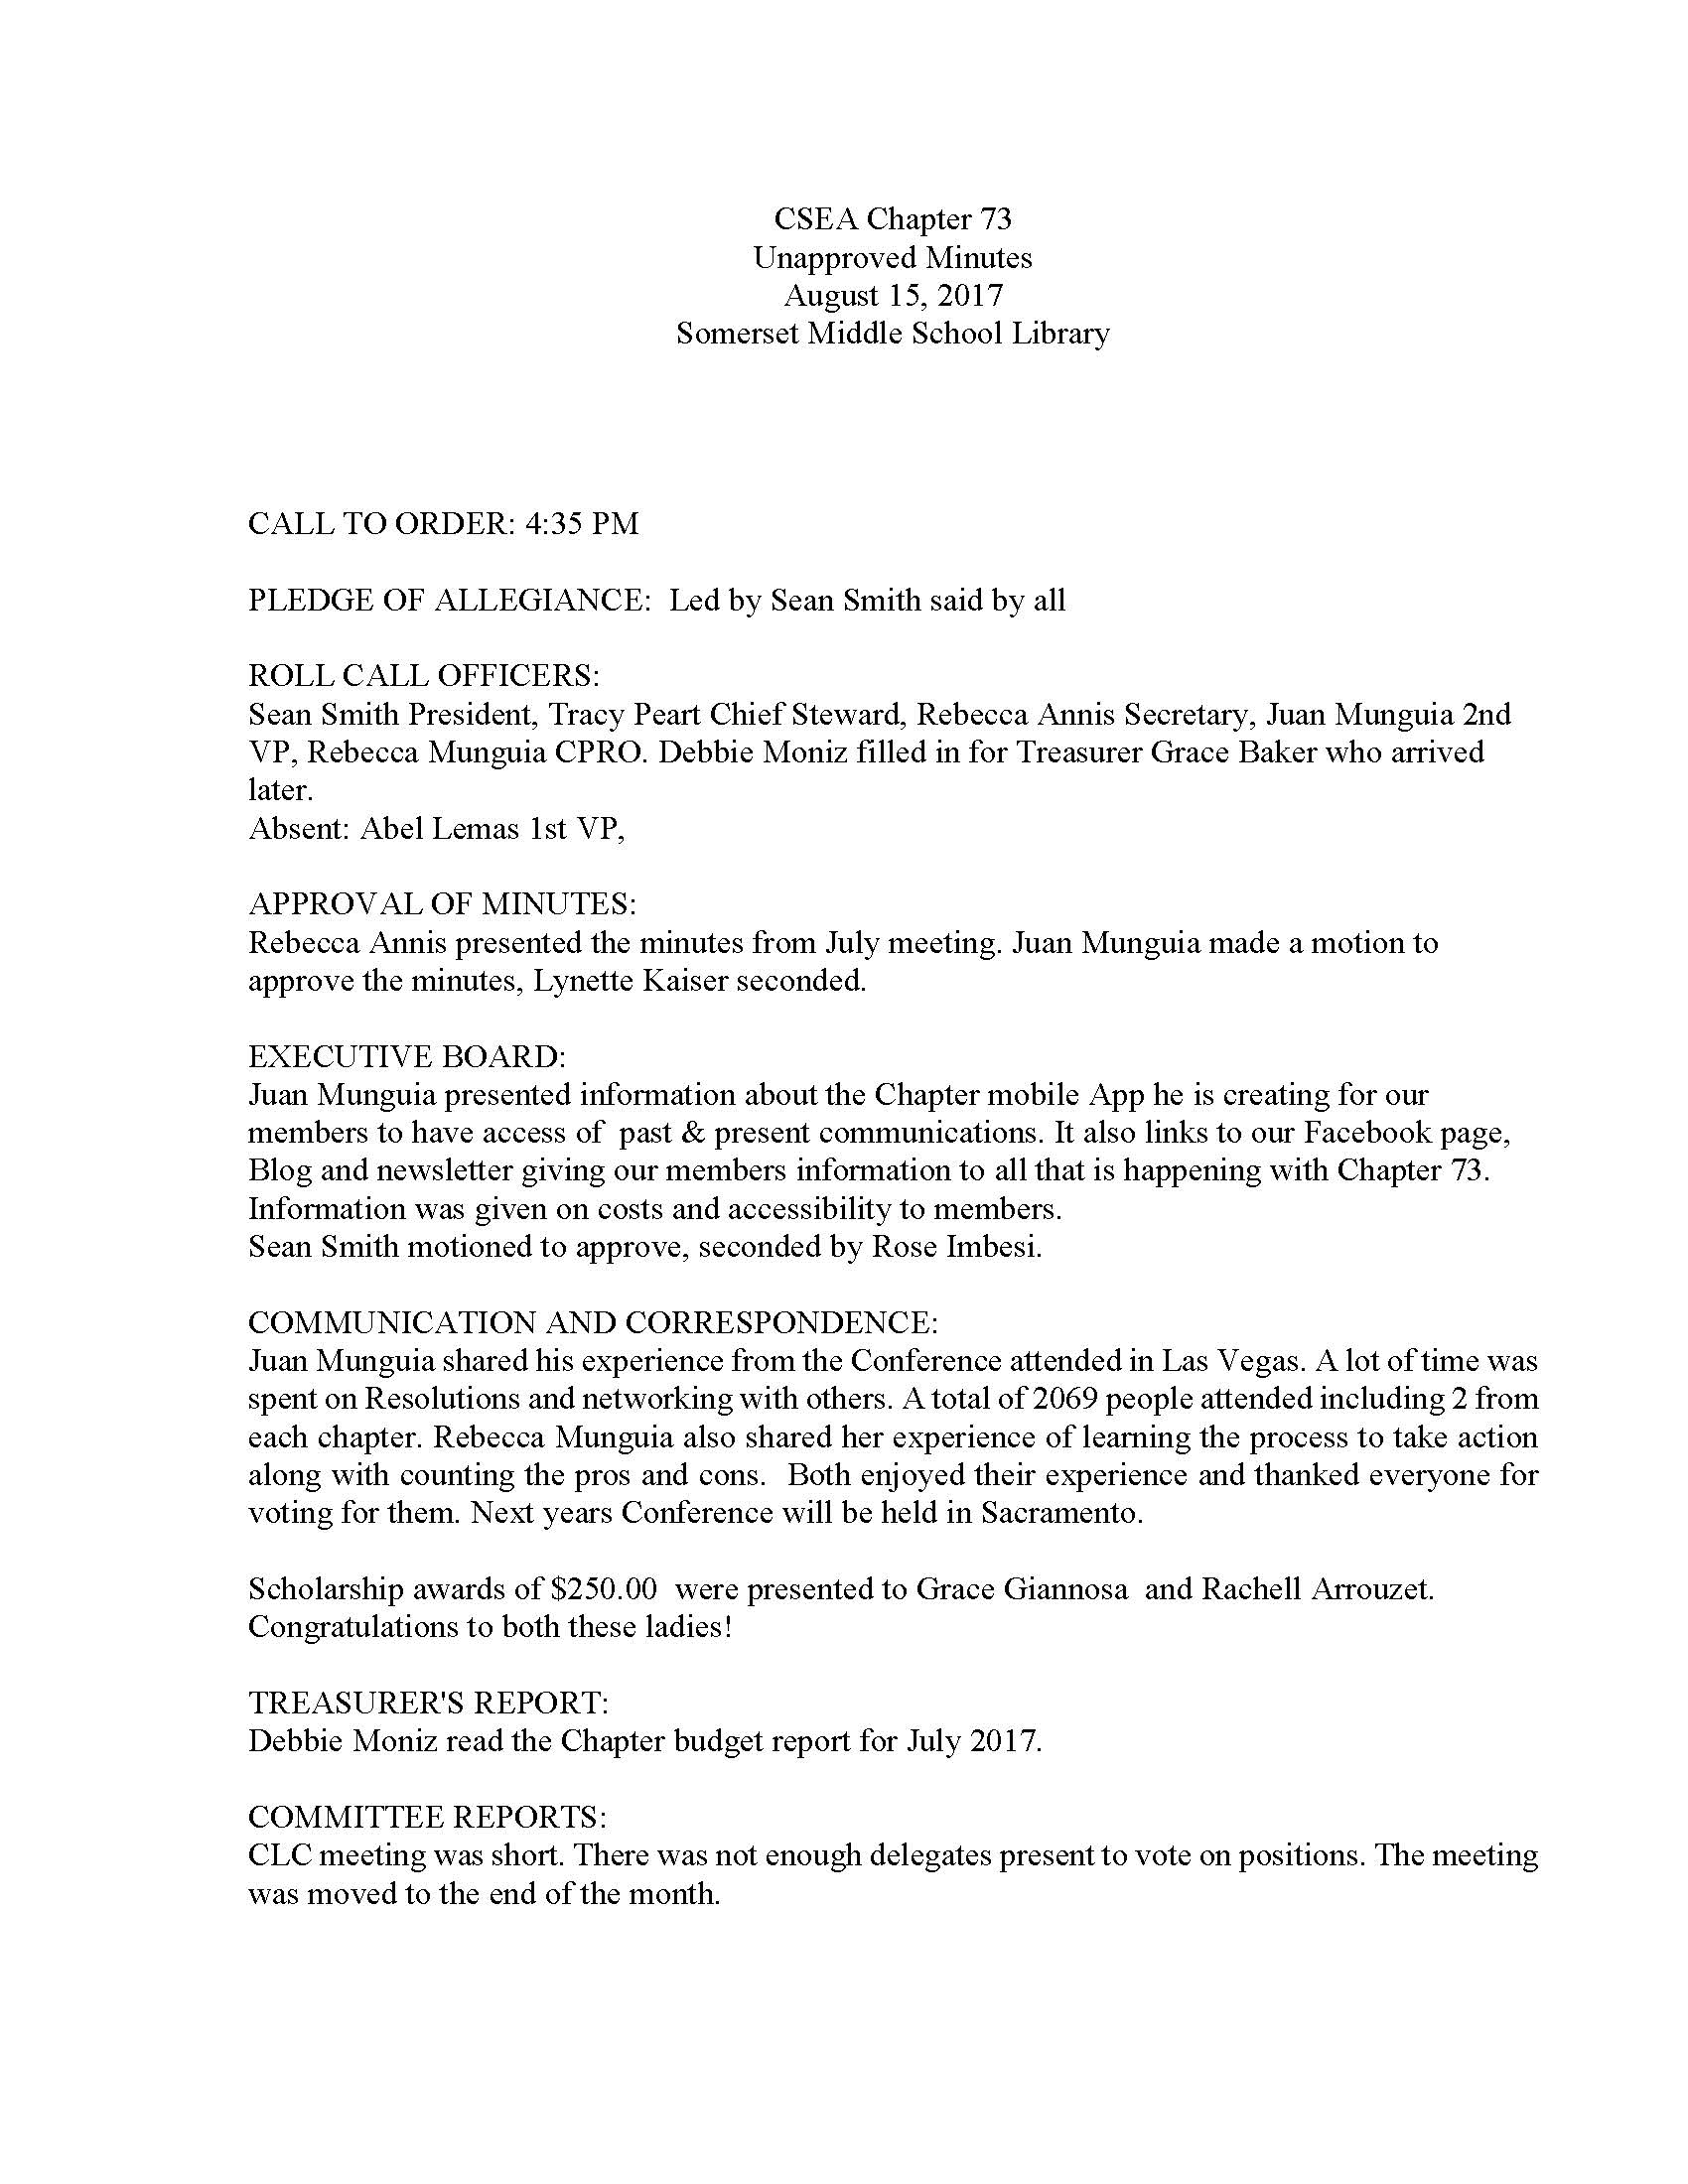 CSEA Chapter 73
Unapproved Minutes
August 15, 2017
Somerset Middle School Library
CALL TO ORDER: 4:35 PM
PLEDGE OF ALLEGIANCE:  Led by Sean Smith said by all
ROLL CALL OFFICERS:
Sean Smith President, Tracy Peart Chief Steward, Rebecca Annis Secretary, Juan Munguia 2nd
VP, Rebecca Munguia CPRO. Debbie Moniz filled in for Treasurer Grace Baker who arrived
later.
Absent: Abel Lemas 1st VP,
APPROVAL OF MINUTES:
Rebecca Annis presented the minutes from July meeting. Juan Munguia made a motion to
approve the minutes, Lynette Kaiser seconded.
EXECUTIVE BOARD:
Juan Munguia presented information about the Chapter mobile App he is creating for our
members to have access of  past & present communications. It also links to our Facebook page,
Blog and newsletter giving our members information to all that is happening with Chapter 73.
Information was given on costs and accessibility to members.
Sean Smith motioned to approve, seconded by Rose Imbesi.
COMMUNICATION AND CORRESPONDENCE:
Juan Munguia shared his experience from the Conference attended in Las Vegas. A lot of time was
spent on Resolutions and networking with others. A total of 2069 people attended including 2 from
each chapter. Rebecca Munguia also shared her experience of learning the process to take action
along with counting the pros and cons.  Both enjoyed their experience and thanked everyone for
voting for them. Next years Conference will be held in Sacramento.
Scholarship awards of $250.00  were presented to Grace Giannosa  and Rachell Arrouzet.
Congratulations to both these ladies!
TREASURER'S REPORT:
Debbie Moniz read the Chapter budget report for July 2017.
COMMITTEE REPORTS:
CLC meeting was short. There was not enough delegates present to vote on positions. The meeting
was moved to the end of the month.